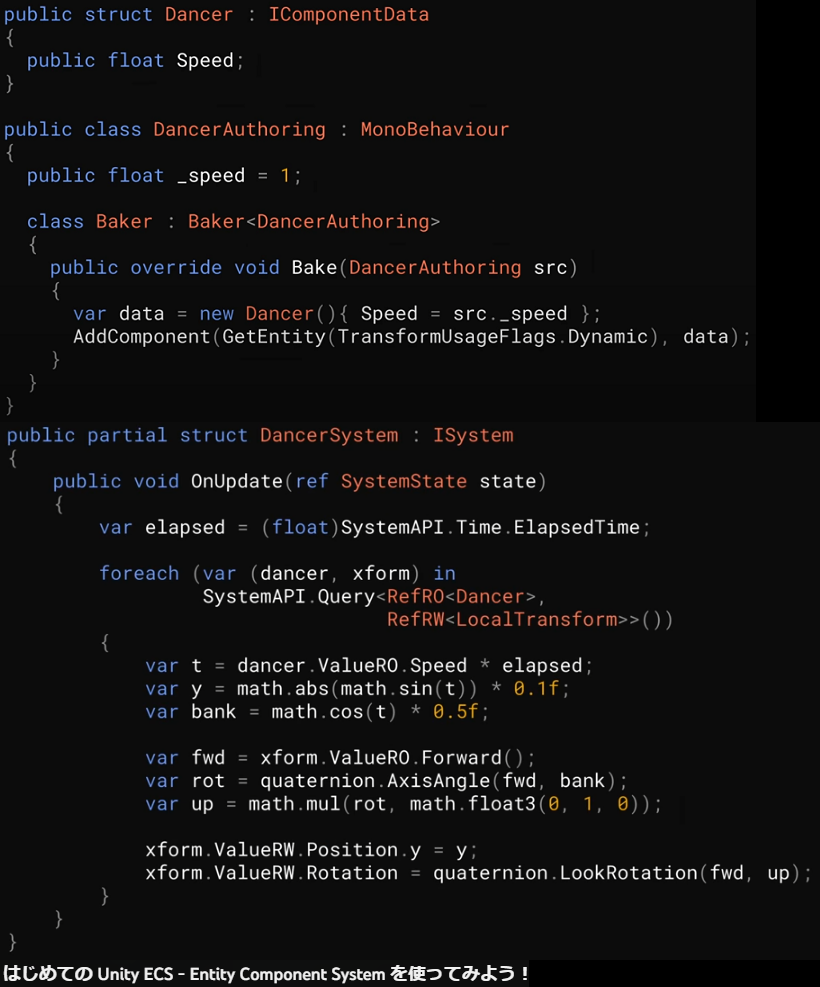 public struct Dancer : IComponentData
{
  public float Speed;
}

public class DancerAuthoring : MonoBehaviour
{
  public float _speed = 1;

  class Baker : Baker<DancerAuthoring>
  {
    public override void Bake(DancerAuthoring src)
    {
      var data = new Dancer(){ Speed = src._speed };
      AddComponent(GetEntity(TransformUsageFlags.Dynamic), data);
    }
  }
}
public partial struct DancerSystem : ISystem
{
    public void OnUpdate(ref SystemState state)
    {
        var elapsed = (float)SystemAPI.Time.ElapsedTime;

        foreach (var (dancer, xform) in
                 SystemAPI.Query<RefRO<Dancer>,
                                 RefRW<LocalTransform>>())
        {
            var t = dancer.ValueRO.Speed * elapsed;
            var y = math.abs(math.sin(t)) * 0.1f;
            var bank = math.cos(t) * 0.5f;

            var fwd = xform.ValueRO.Forward();
            var rot = quaternion.AxisAngle(fwd, bank);
            var up = math.mul(rot, math.float3(0, 1, 0));

            xform.ValueRW.Position.y = y;
            xform.ValueRW.Rotation = quaternion.LookRotation(fwd, up);
        }
    }
}
はじめての Unity ECS - Entity Component System を使ってみよう！